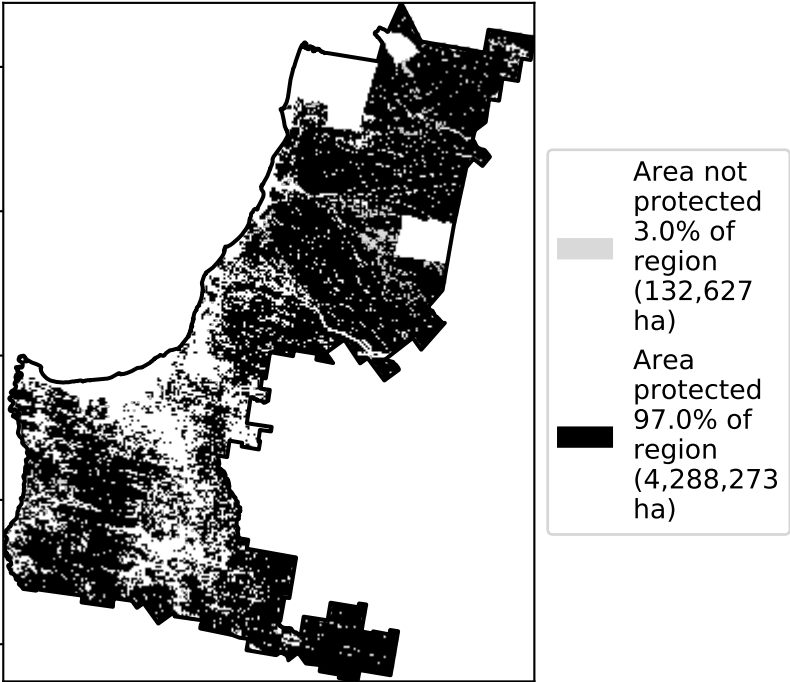 Area not
protected
3.0% of
region
(132,627
ha)
Area
protected
97.0% of
region
(4,288,273
ha)